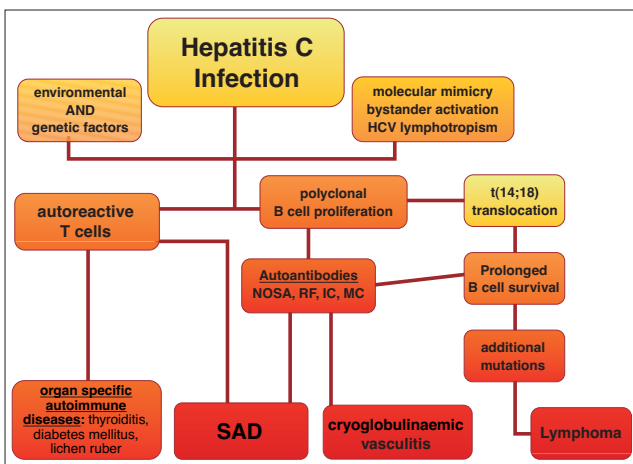 Hepatitis C
Infection
environmental
AND
genetic factors
molecular mimicry
bystander activation
HCV lymphotropism
autoreactive
T cells
polyclonal
B cell proliferation
t(14;18)
translocation
Autoantibodies
NOSA, RF, IC, MC
Prolonged
B cell survival
additional
mutations
organ specific
autoimmune
diseases: thyroiditis,
diabetes mellitus,
lichen ruber
SAD
cryoglobulinaemic
vasculitis
Lymphoma